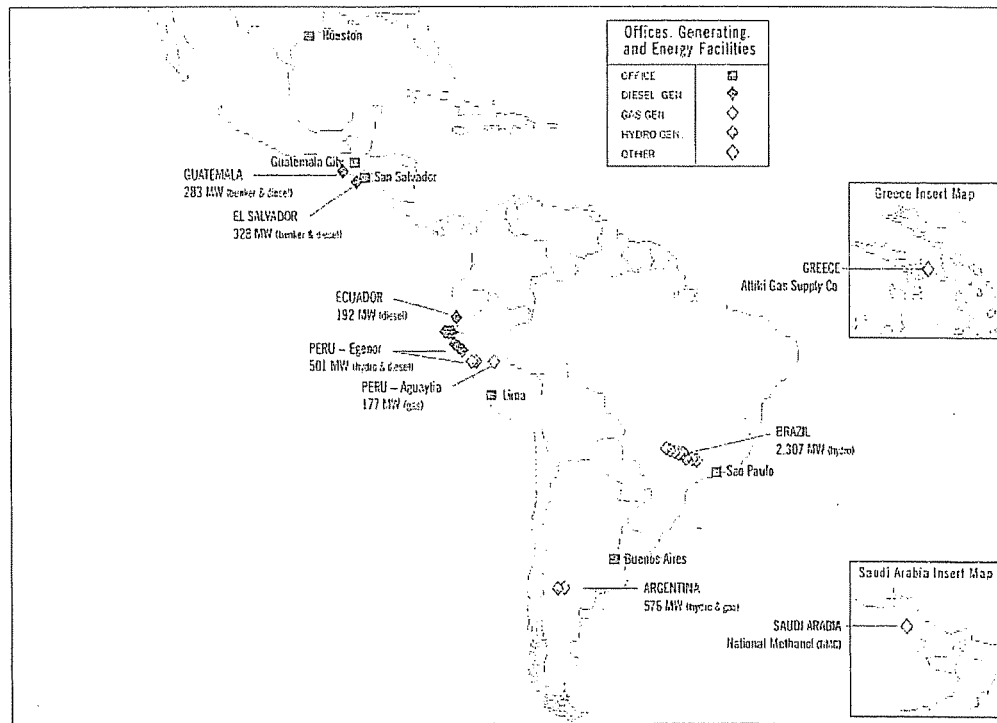 Houston
Offices, Generating,
and Energy Facilities
OFFICE
DIESEL GEN
GAS GEN
HYDRO GEN.
OTHER
Guatemala City
GUATEMALA
283 MW (bunker & diesel)
San Salvador
EL SALVADOR
328 MW (bunker & diesel)
Greece Insert Map
GREECE
Attiki Gas Supply Co
ECUADOR
192 MW (diesel)
PERU – Egenor
501 MW (hydro & diesel)
PERU – Aguaytia
177 MW (gas)
Lima
BRAZIL
2,307 MW (hydro)
Sao Paulo
Buenos Aires
ARGENTINA
576 MW (hydro & gas)
Saudi Arabia Insert Map
SAUDI ARABIA
National Methanol (NMC)